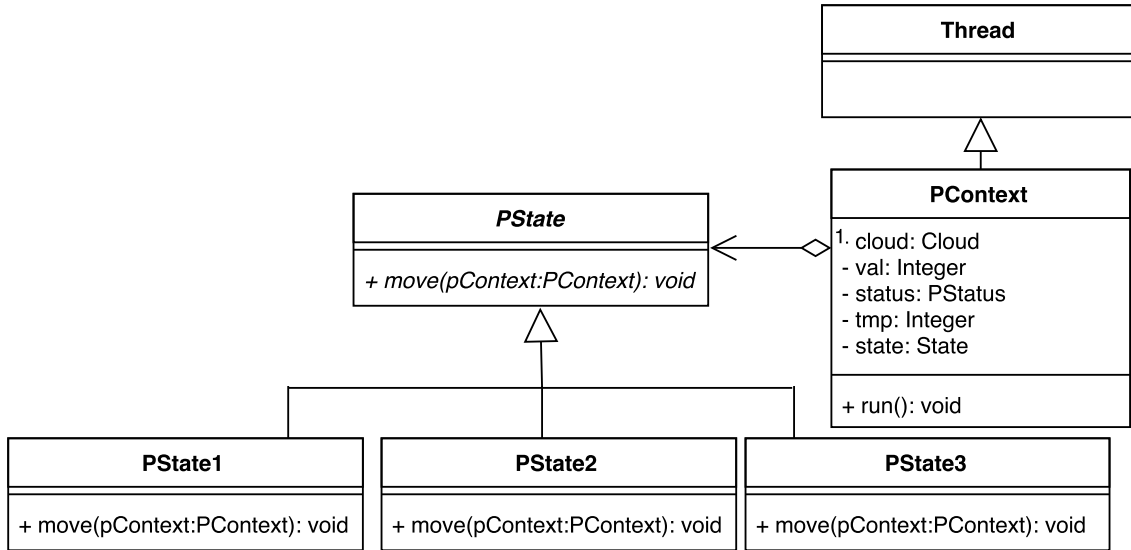 Thread
PContext
1.
cloud: Cloud
- val: Integer
- status: PStatus
- tmp: Integer
- state: State
+ run(): void
PState
+ move(pContext:PContext): void
PState1
+ move(pContext:PContext): void
PState2
+ move(pContext:PContext): void
PState3
+ move(pContext:PContext): void